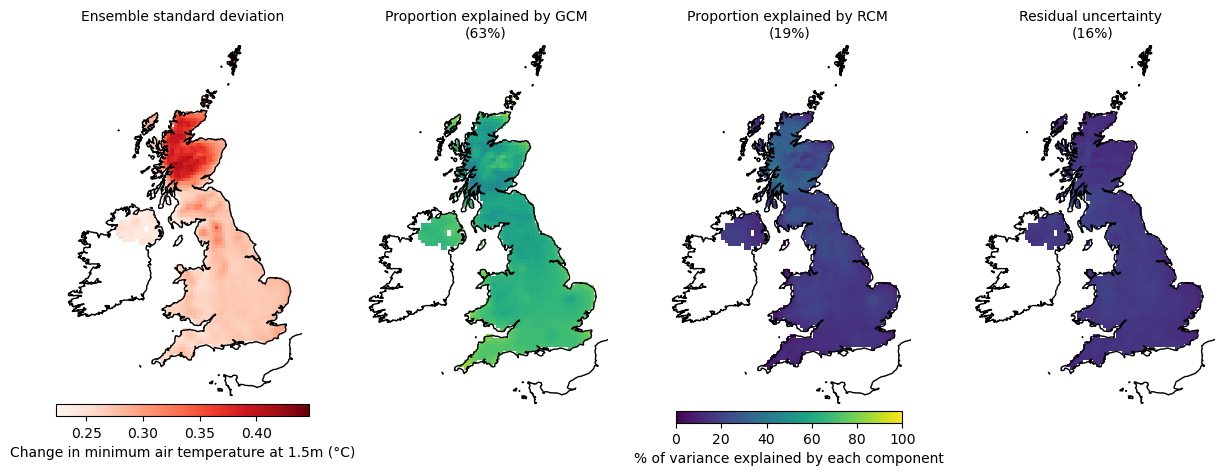 Ensemble standard deviation
Proportion explained by GCM
(63%)
Proportion explained by RCM
(19%)
Residual uncertainty
(16%)
0.25 0.30 0.35 0.40
Change in minimum air temperature at 1.5m (°C)
0 20 40 60 80 100
% of variance explained by each component